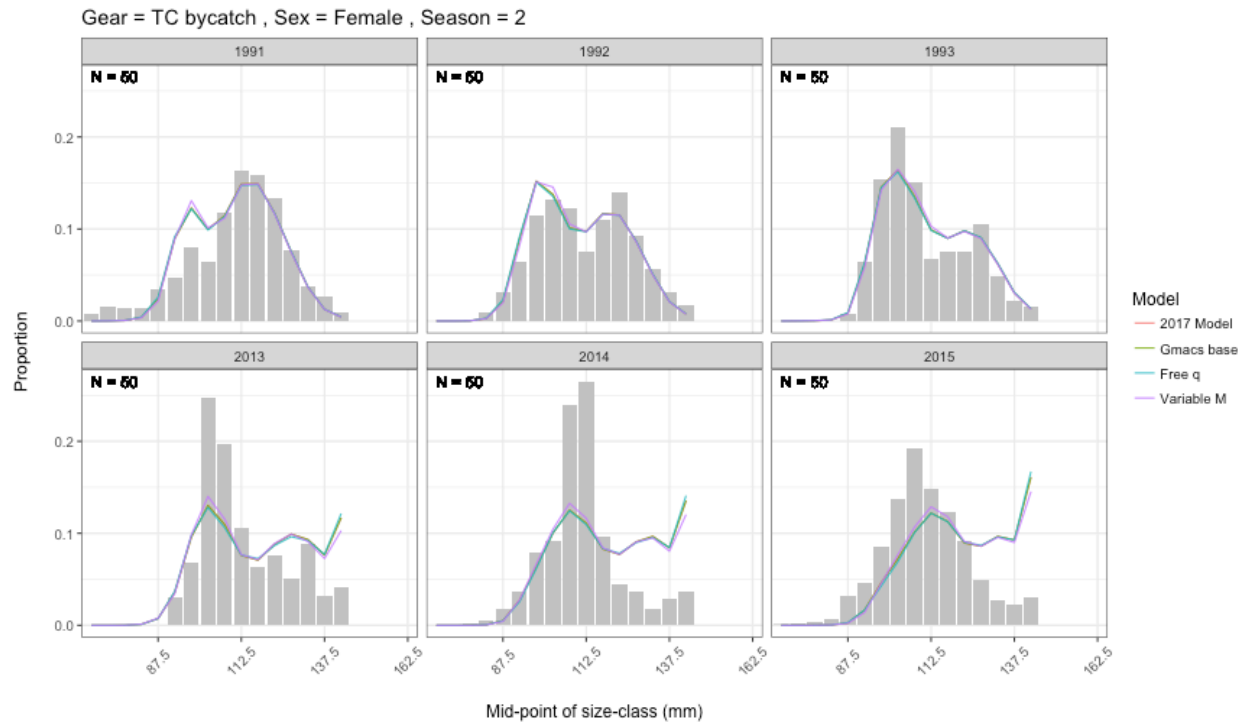 Gear = TC bycatch , Sex = Female , Season = 2
1991
1992
1993
N = 50
N = 50
N = 50
0.2
0.1
0.0
2013
2014
2015
N = 50
N = 50
N = 50
0.2
0.1
0.0
87.5
112.5
137.5
162.5
87.5
112.5
137.5
162.5
87.5
112.5
137.5
162.5
Proportion
Mid-point of size-class (mm)
Model
2017 Model
Gmacs base
Free q
Variable M